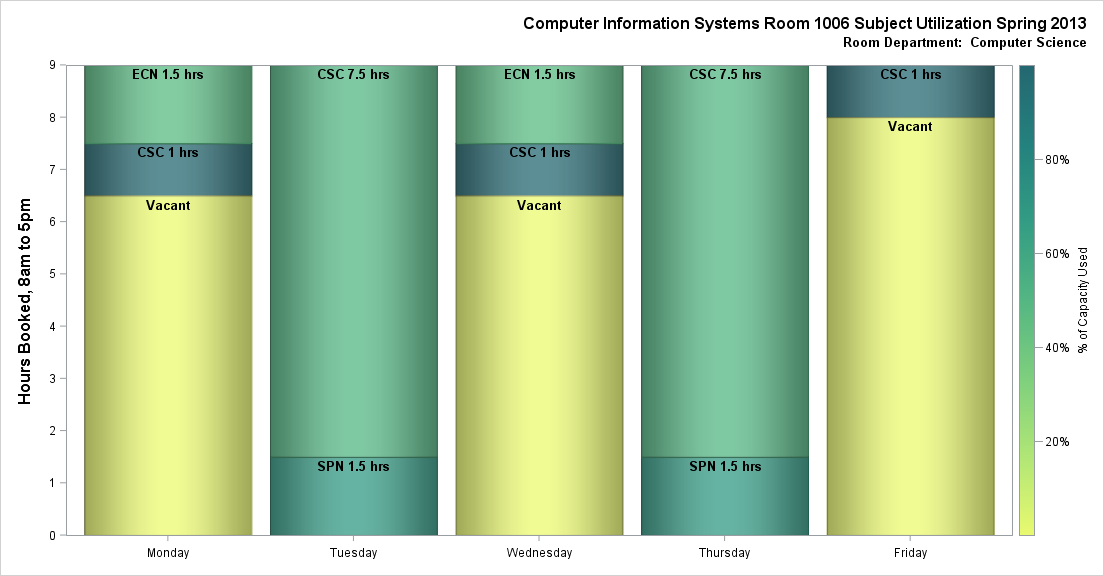 Computer Information Systems Room 1006 Subject Utilization Spring 2013
Room Department:  Computer Science
Hours Booked, 8am to 5pm
9
8
7
6
5
4
3
2
1
0
ECN 1.5 hrs
CSC 1 hrs
Vacant
CSC 7.5 hrs
SPN 1.5 hrs
ECN 1.5 hrs
CSC 1 hrs
Vacant
CSC 7.5 hrs
SPN 1.5 hrs
CSC 1 hrs
Vacant
Monday
Tuesday
Wednesday
Thursday
Friday
80%
60%
40%
20%
% of Capacity Used